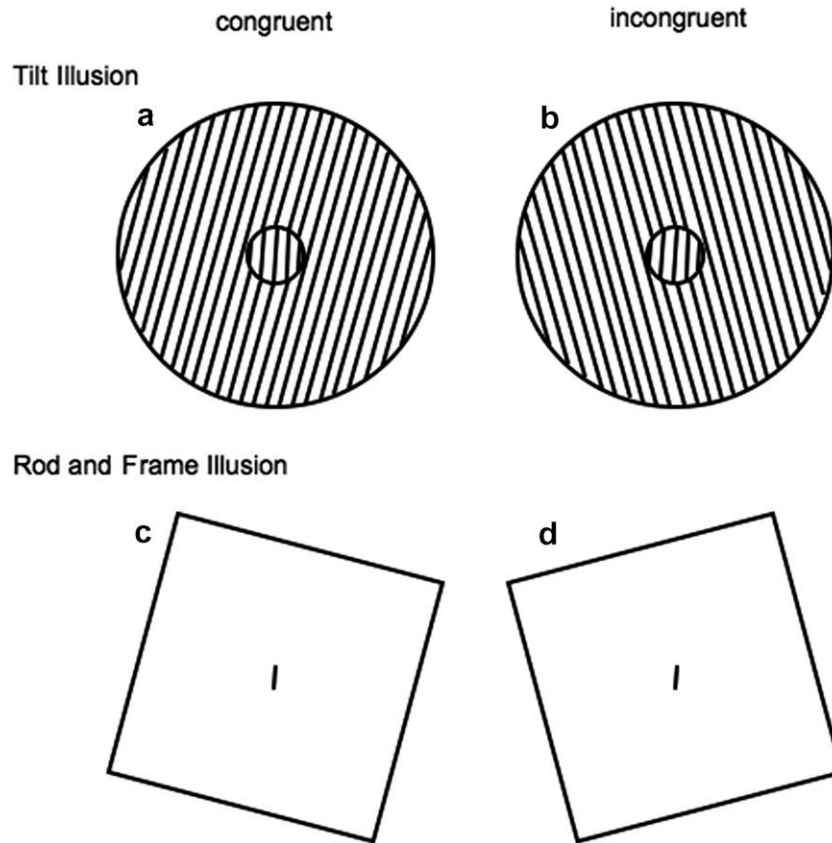 congruent incongruent
Tilt Illusion
a b
Rod and Frame Illusion
c d